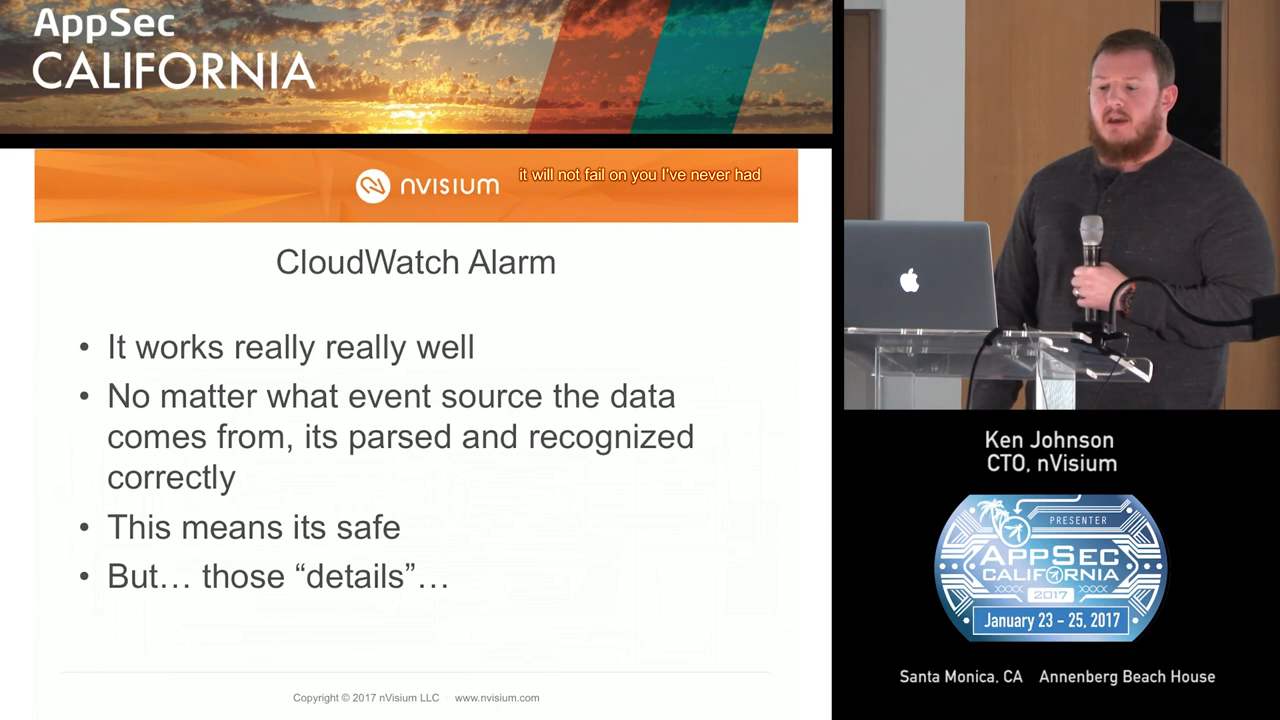 AppSec
CALIFORNIA
nVISIUM
it will not fail on you I've never had
CloudWatch Alarm
• It works really really well
• No matter what event source the data
comes from, its parsed and recognized
correctly
• This means its safe
• But… those “details”…
Copyright © 2017 nVisium LLC www.nvisium.com
Ken Johnson
CTO, nVisium
PRESENTER
APPSEC
CALIFORNIA
XXXX 2017 XXXX
January 23 - 25, 2017
Santa Monica, CA Annenberg Beach House